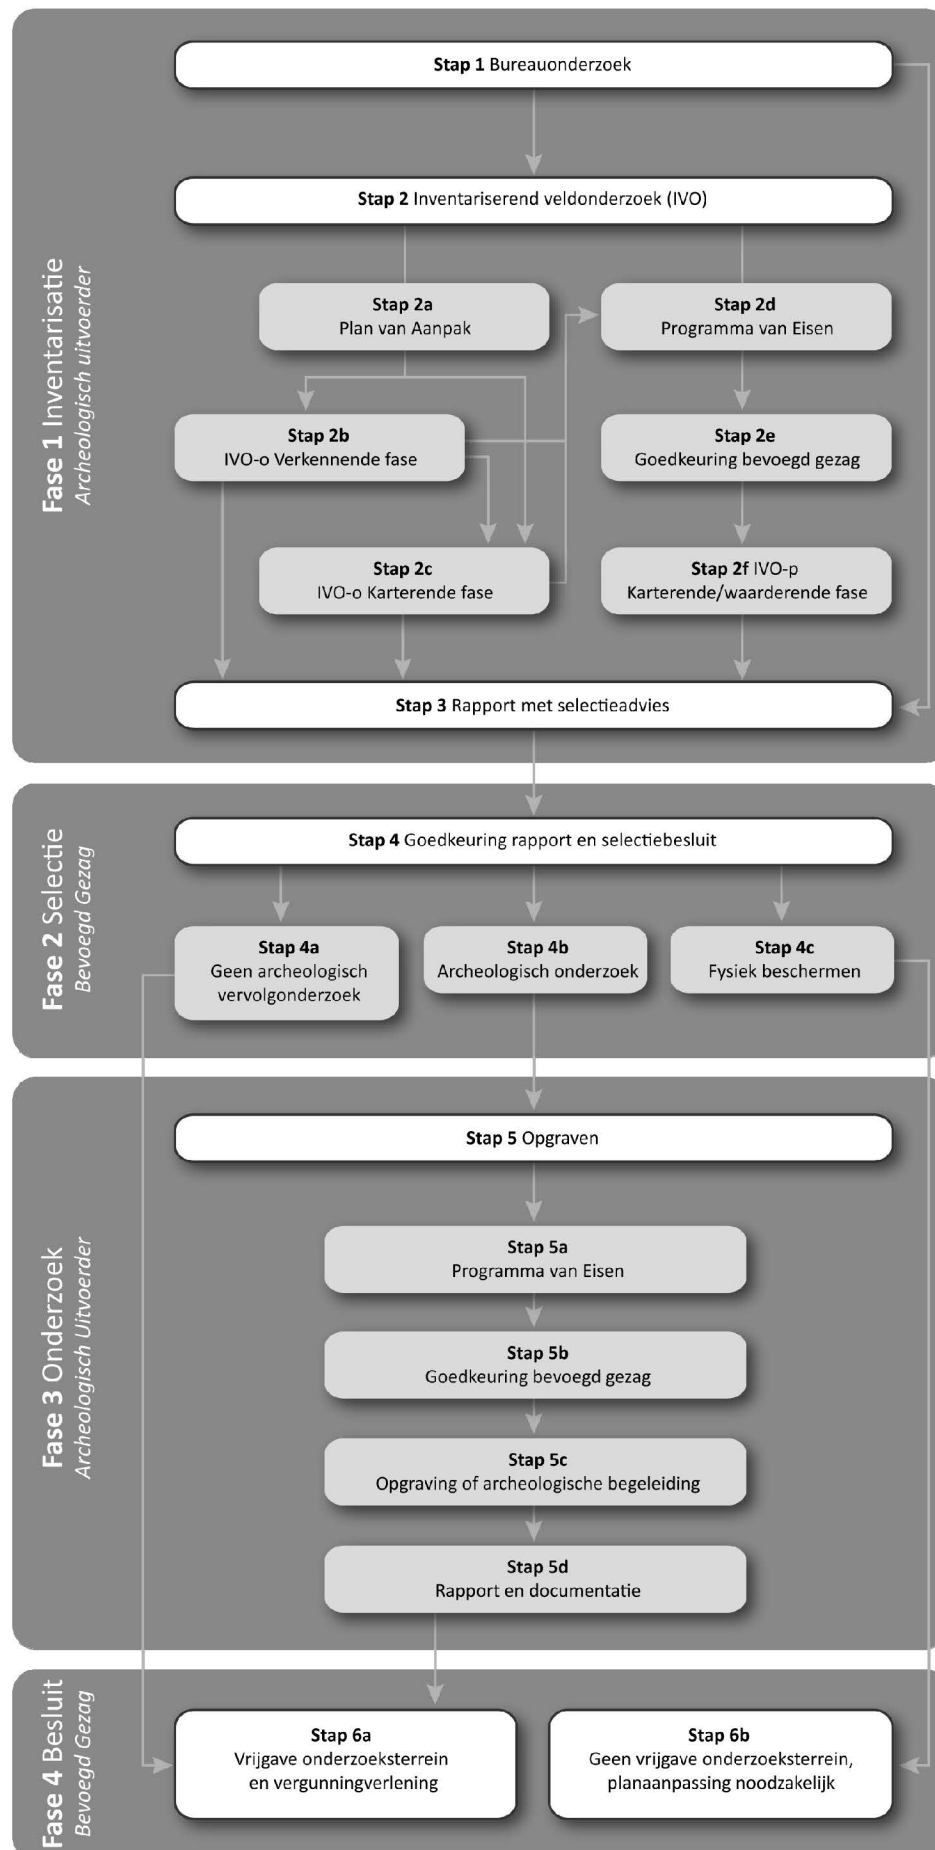 Fase 1 Inventarisatie
Archeologisch uitvoerder
Stap 1 Bureauonderzoek
Stap 2 Inventariserend veldonderzoek (IVO)
Stap 2a
Plan van Aanpak
Stap 2d
Programma van Eisen
Stap 2b
IVO-o Verkennende fase
Stap 2e
Goedkeuring bevoegd gezag
Stap 2c
IVO-o Karterende fase
Stap 2f IVO-p
Karterende/waarderende fase
Stap 3 Rapport met selectieadvies
Fase 2 Selectie
Bevoegd Gezag
Stap 4 Goedkeuring rapport en selectiebesluit
Stap 4a
Geen archeologisch
vervolgonderzoek
Stap 4b
Archeologisch onderzoek
Stap 4c
Fysiek beschermen
Fase 3 Onderzoek
Archeologisch Uitvoerder
Stap 5 Opgraven
Stap 5a
Programma van Eisen
Stap 5b
Goedkeuring bevoegd gezag
Stap 5c
Opgraving of archeologische begeleiding
Stap 5d
Rapport en documentatie
Fase 4 Besluit
Bevoegd Gezag
Stap 6a
Vrijgave onderzoeksterrein
en vergunningverlening
Stap 6b
Geen vrijgave onderzoeksterrein,
planaanpassing noodzakelijk